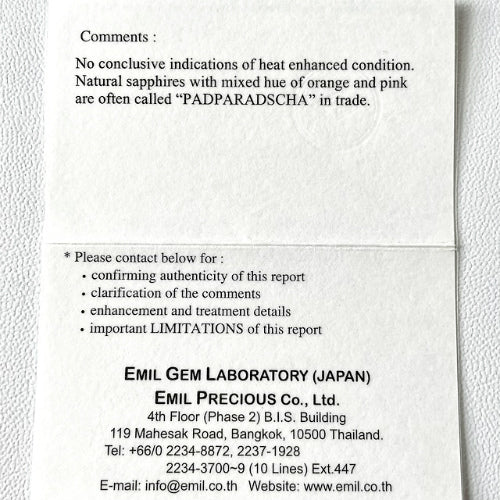 Comments :
No conclusive indications of heat enhanced condition.
Natural sapphires with mixed hue of orange and pink
are often called “PADPARADSCHA” in trade.
* Please contact below for :
• confirming authenticity of this report
• clarification of the comments
• enhancement and treatment details
• important LIMITATIONS of this report
EMIL GEM LABORATORY (JAPAN)
EMIL PRECIOUS CO., Ltd.
4th Floor (Phase 2) B.I.S. Building
119 Mahesak Road, Bangkok, 10500 Thailand.
Tel: +66/0 2234-8872, 2237-1928
2234-3700~9 (10 Lines) Ext.447
E-mail: info@emil.co.th Website: www.emil.co.th